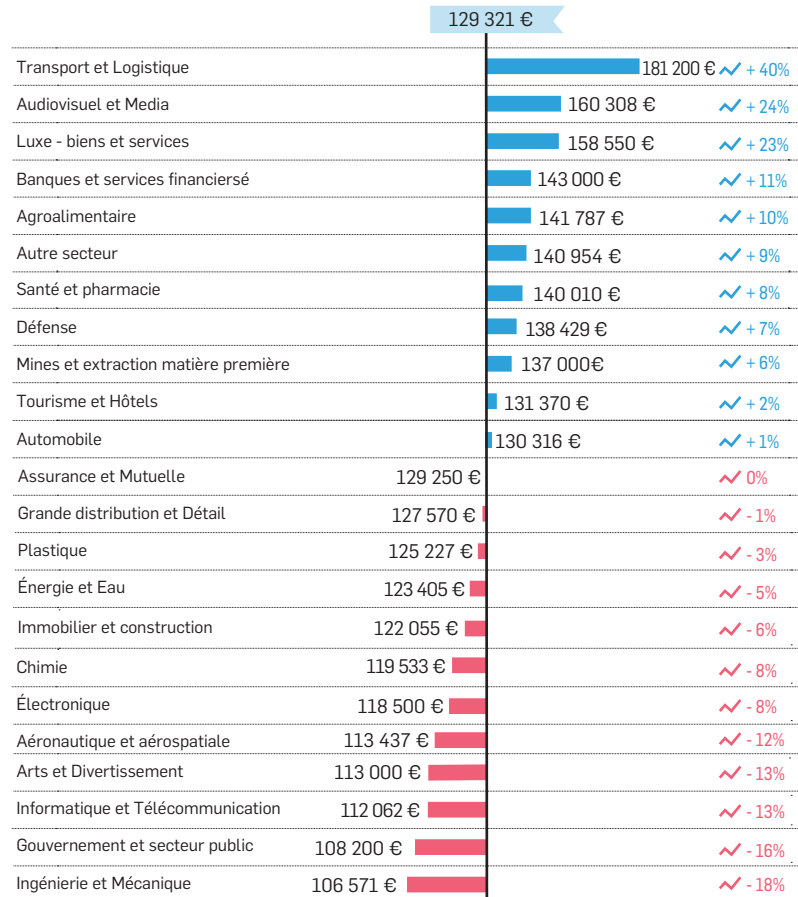 129 321 €
Transport et Logistique 181 200 € + 40%
Audiovisuel et Media 160 308 € + 24%
Luxe - biens et services 158 550 € + 23%
Banques et services financiersé 143 000 € + 11%
Agroalimentaire 141 787 € + 10%
Autre secteur 140 954 € + 9%
Santé et pharmacie 140 010 € + 8%
Défense 138 429 € + 7%
Mines et extraction matière première 137 000€ + 6%
Tourisme et Hôtels 131 370 € + 2%
Automobile 130 316 € + 1%
Assurance et Mutuelle 129 250 € 0%
Grande distribution et Détail 127 570 € - 1%
Plastique 125 227 € - 3%
Énergie et Eau 123 405 € - 5%
Immobilier et construction 122 055 € - 6%
Chimie 119 533 € - 8%
Électronique 118 500 € - 8%
Aéronautique et aérospatiale 113 437 € - 12%
Arts et Divertissement 113 000 € - 13%
Informatique et Télécommunication 112 062 € - 13%
Gouvernement et secteur public 108 200 € - 16%
Ingénierie et Mécanique 106 571 € - 18%